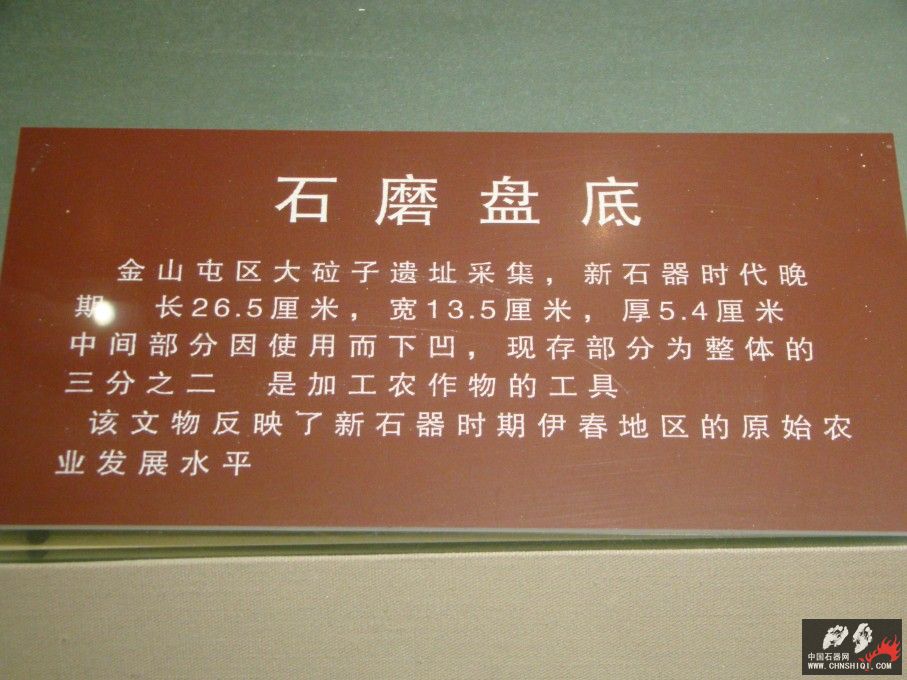 石磨盘底
金山屯区大砬子遗址采集，新石器时代晚
期 长26.5厘米，宽13.5厘米，厚5.4厘米
中间部分因使用而下凹，现存部分为整体的
三分之二 是加工农作物的工具
该文物反映了新石器时期伊春地区的原始农
业发展水平
中国石器网
WWW.CHNSHIQI.COM